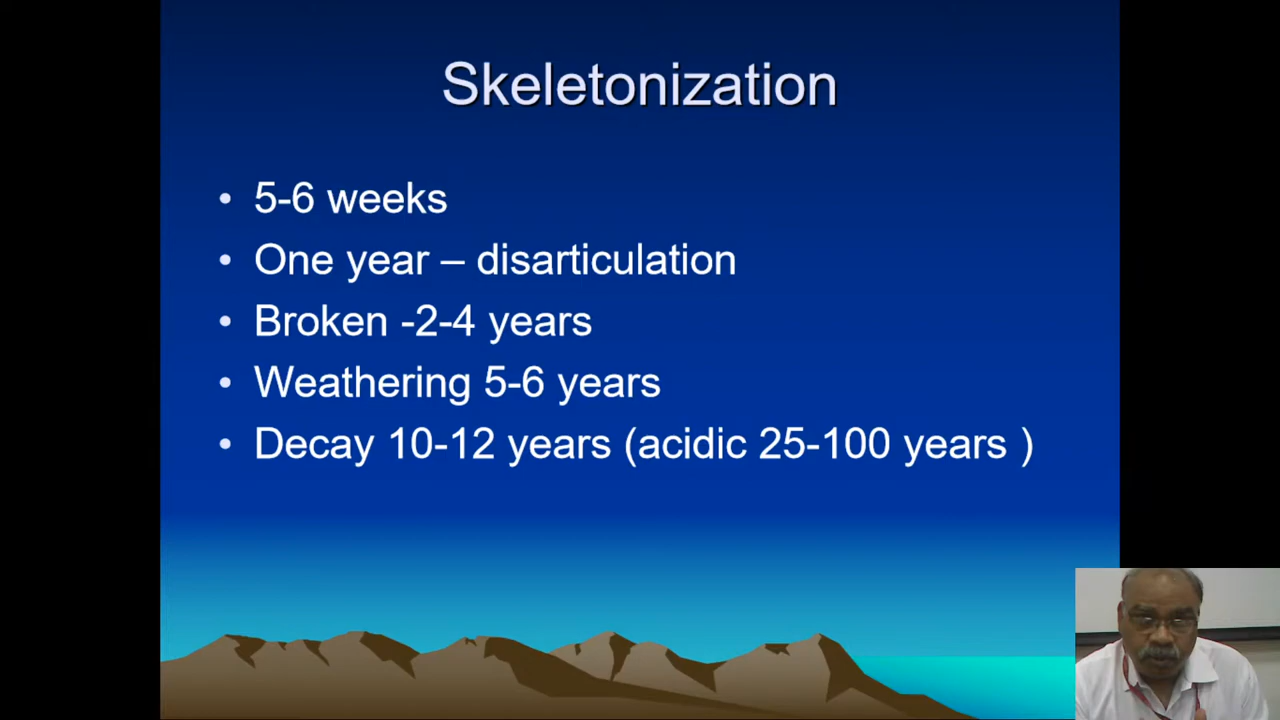 Skeletonization
• 5-6 weeks
• One year – disarticulation
• Broken -2-4 years
• Weathering 5-6 years
• Decay 10-12 years (acidic 25-100 years )